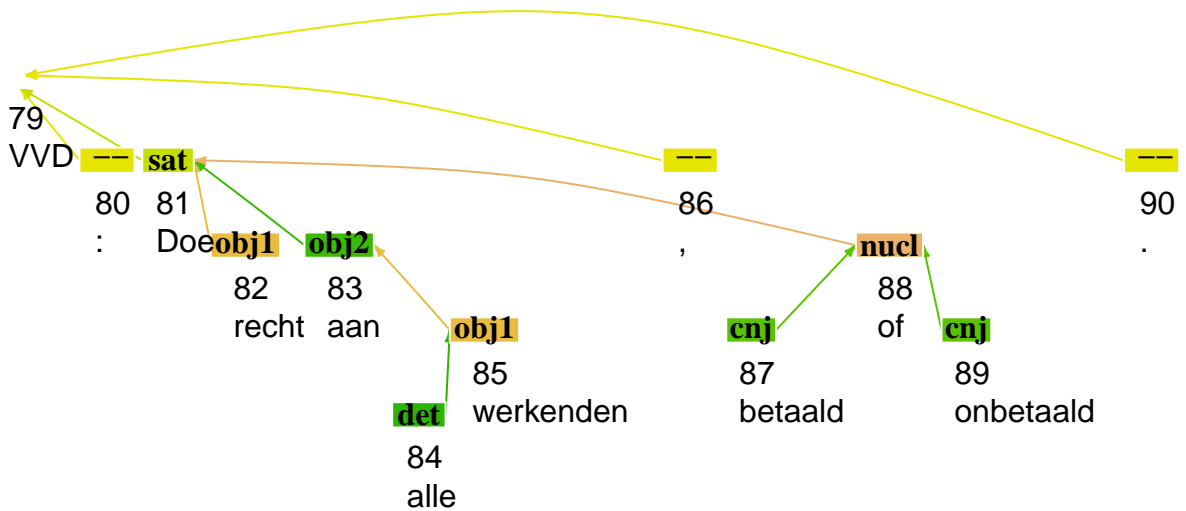 79
VVD -- sat -- --
80 81 86 90
: Doe obj1 obj2 , nucl .
82 83 88
recht aan obj1 cnj of cnj
85 87 89
det werkenden betaald onbetaald
84
alle